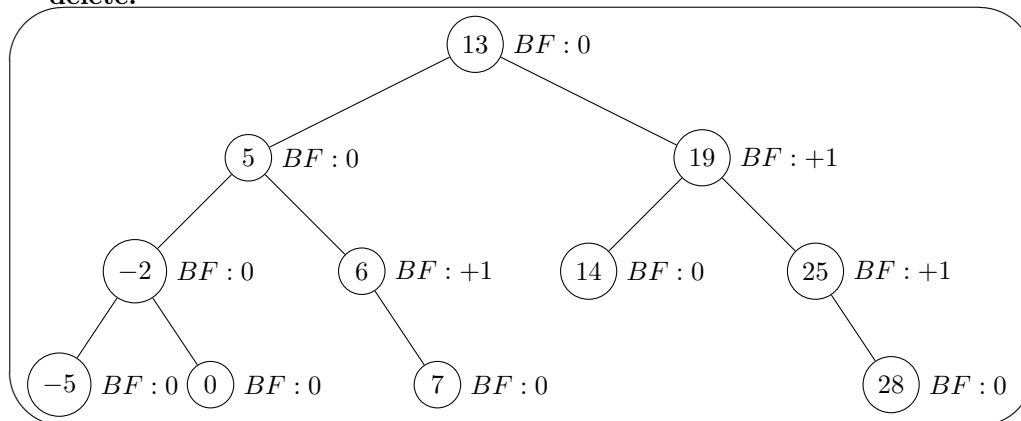 delete.
13 BF : 0
5 BF : 0 19 BF : +1
−2 BF : 0 6 BF : +1 14 BF : 0 25 BF : +1
−5 BF : 0 0 BF : 0 7 BF : 0 28 BF : 0